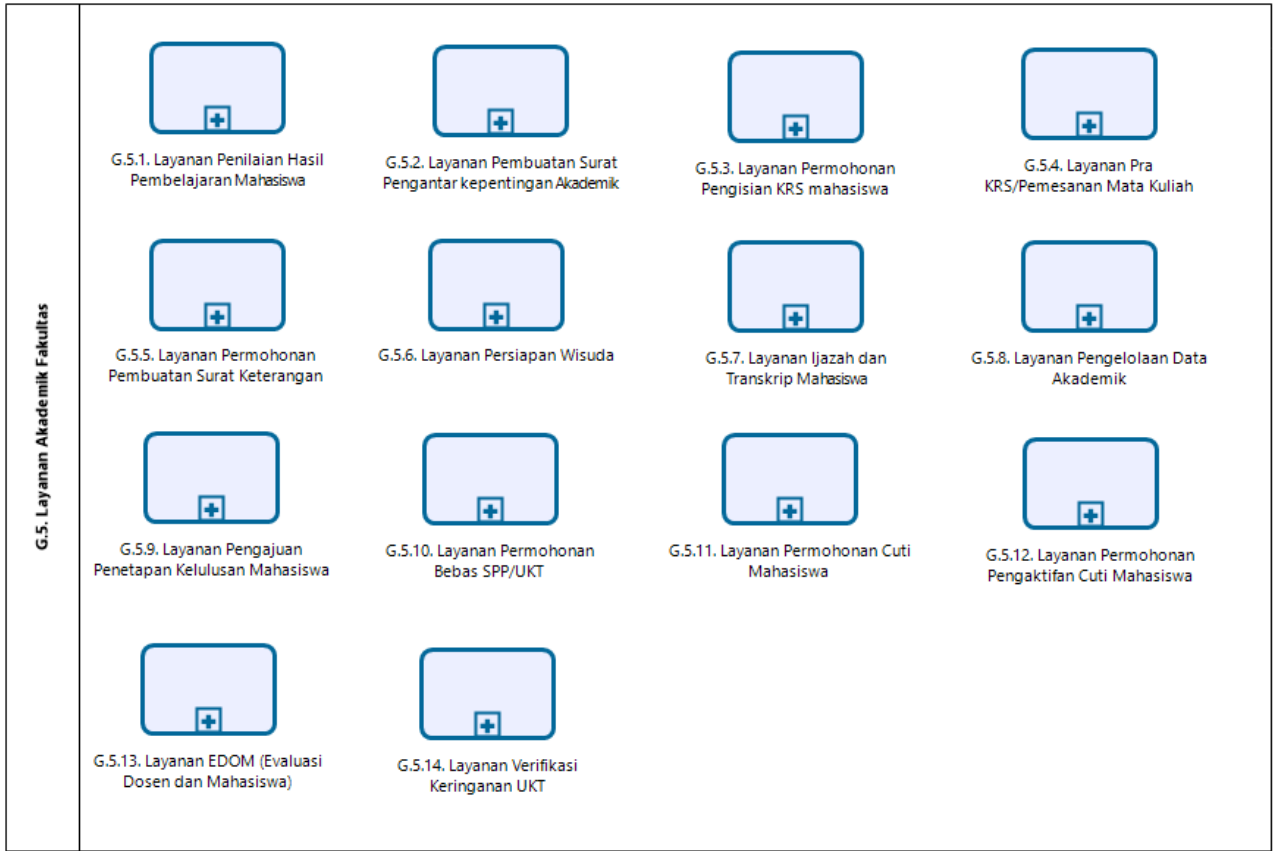 G.5. Layanan Akademik Fakultas
G.5.1. Layanan Penilaian Hasil
Pembelajaran Mahasiswa
G.5.2. Layanan Pembuatan Surat
Pengantar kepentingan Akademik
G.5.3. Layanan Permohonan
Pengisian KRS mahasiswa
G.5.4. Layanan Pra
KRS/Pemesanan Mata Kuliah
G.5.5. Layanan Permohonan
Pembuatan Surat Keterangan
G.5.6. Layanan Persiapan Wisuda
G.5.7. Layanan Ijazah dan
Transkrip Mahasiswa
G.5.8. Layanan Pengelolaan Data
Akademik
G.5.9. Layanan Pengajuan
Penetapan Kelulusan Mahasiswa
G.5.10. Layanan Permohonan
Bebas SPP/UKT
G.5.11. Layanan Permohonan Cuti
Mahasiswa
G.5.12. Layanan Permohonan
Pengaktifan Cuti Mahasiswa
G.5.13. Layanan EDOM (Evaluasi
Dosen dan Mahasiswa)
G.5.14. Layanan Verifikasi
Keringanan UKT